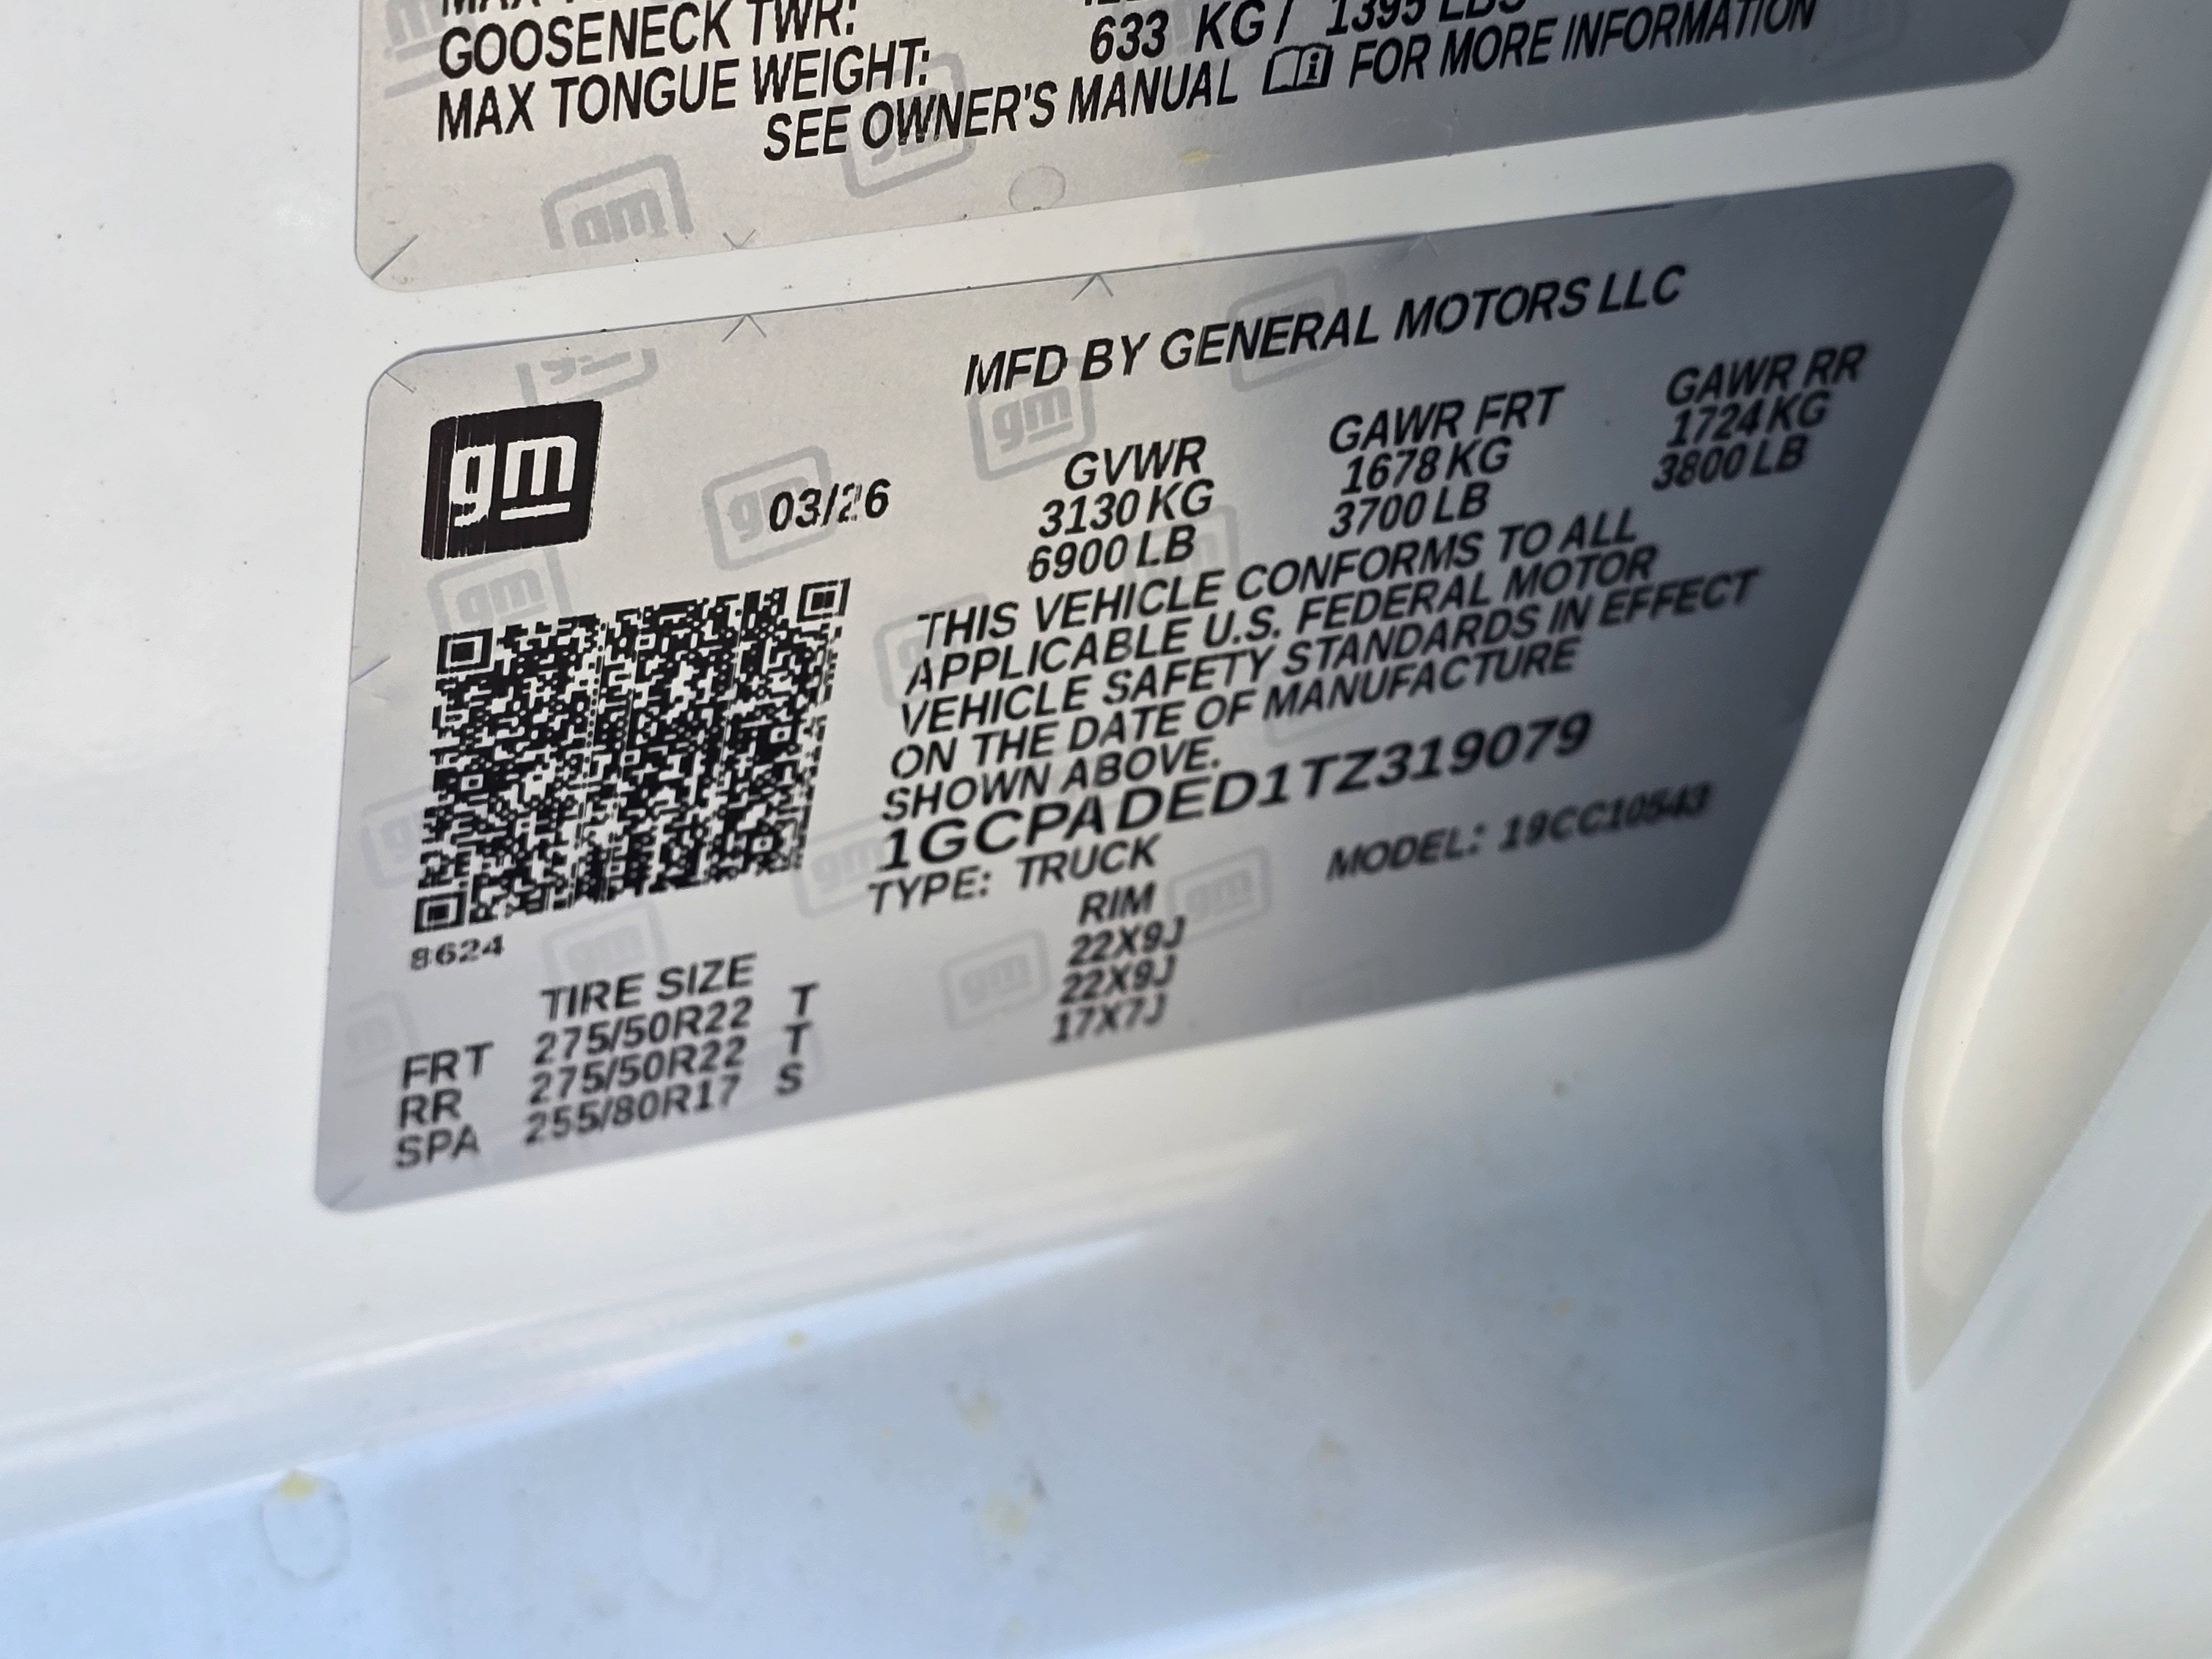 GOOSENECK TWR:
MAX TONGUE WEIGHT: 633 KG / 1395 LBS
SEE OWNER'S MANUAL FOR MORE INFORMATION
gm
MFD BY GENERAL MOTORS LLC
03/26
GVWR GAWR FRT GAWR RR
3130 KG 1678 KG 1724 KG
6900 LB 3700 LB 3800 LB
THIS VEHICLE CONFORMS TO ALL
APPLICABLE U.S. FEDERAL MOTOR
VEHICLE SAFETY STANDARDS IN EFFECT
ON THE DATE OF MANUFACTURE
SHOWN ABOVE.
1GCPADED1TZ319079
TYPE: TRUCK MODEL: 19CC10543
8624
TIRE SIZE RIM
FRT 275/50R22 T 22X9J
RR 275/50R22 T 22X9J
SPA 255/80R17 S 17X7J